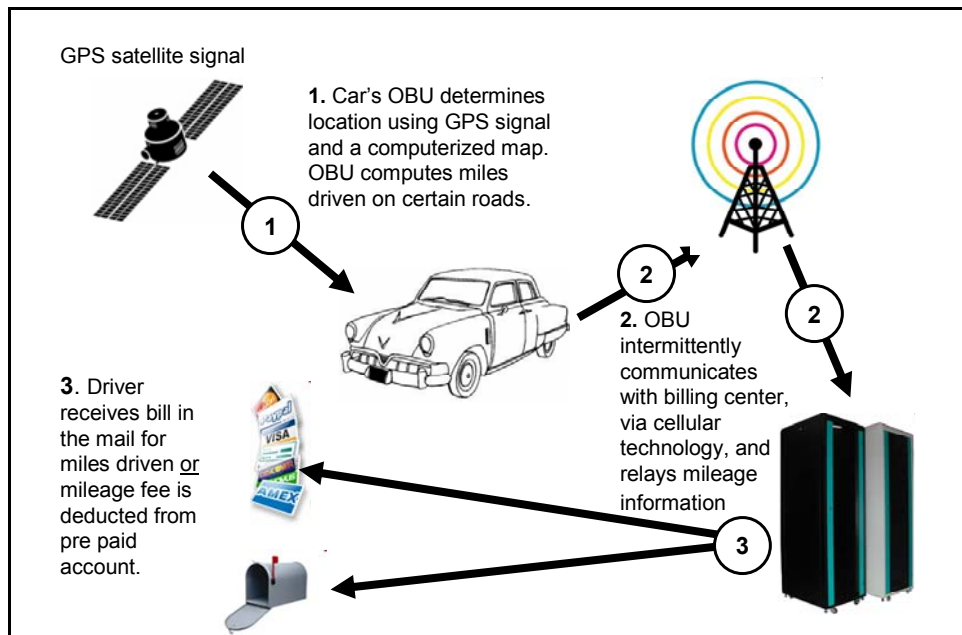 GPS satellite signal
1. Car's OBU determines
location using GPS signal
and a computerized map.
OBU computes miles
driven on certain roads.
1
2
2
2. OBU
intermittently
communicates
with billing center,
via cellular
technology, and
relays mileage
information
3. Driver
receives bill in
the mail for
miles driven or
mileage fee is
deducted from
pre paid
account.
PayPal
VISA
AMEX
3